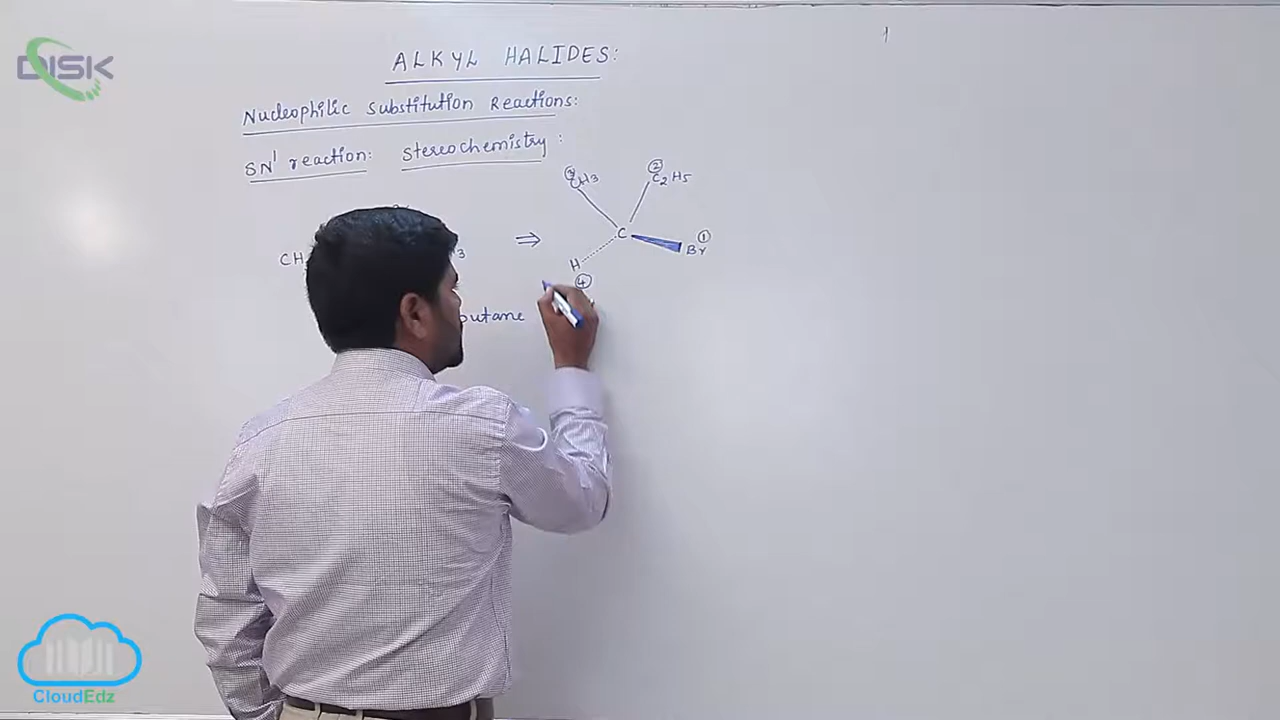 DISK
ALKYL HALIDES:
Nucleophilic substitution Reactions:
SN¹ reaction: Stereochemistry:
③ CH3 ② C2H5
CH 3 ⇒ C Br ①
H
④
butane
CloudEdz